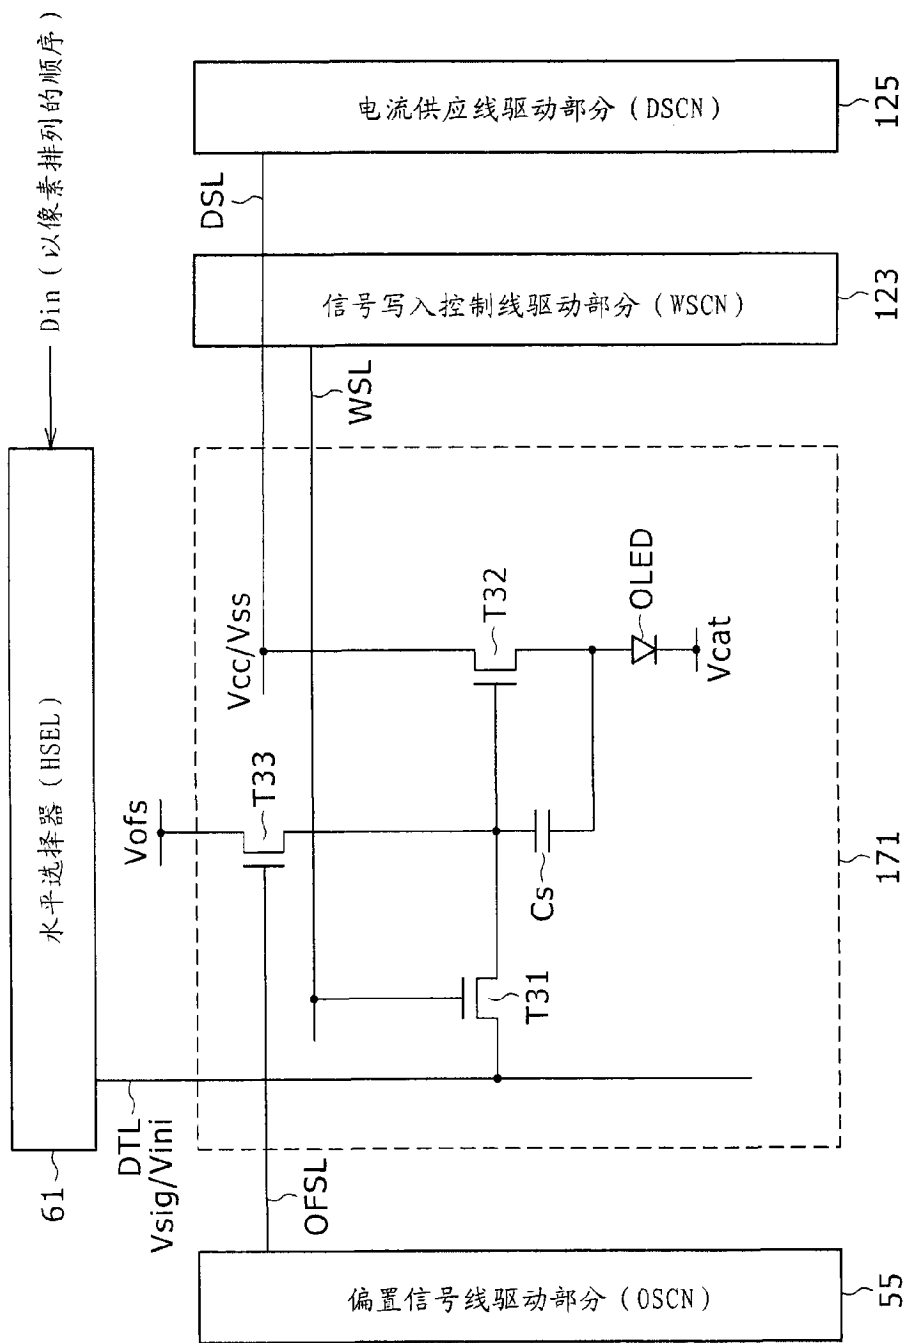 Din（以像素排列的顺序）
水平选择器（HSEL）
61
DTL
Vsig/Vini
Vofs
Vcc/Vss
DSL
WSL
OFSL
T33
T32
T31
Cs
OLED
Vcat
171
偏置信号线驱动部分（OSCN）
55
信号写入控制线驱动部分（WSCN）
123
电流供应线驱动部分（DSCN）
125